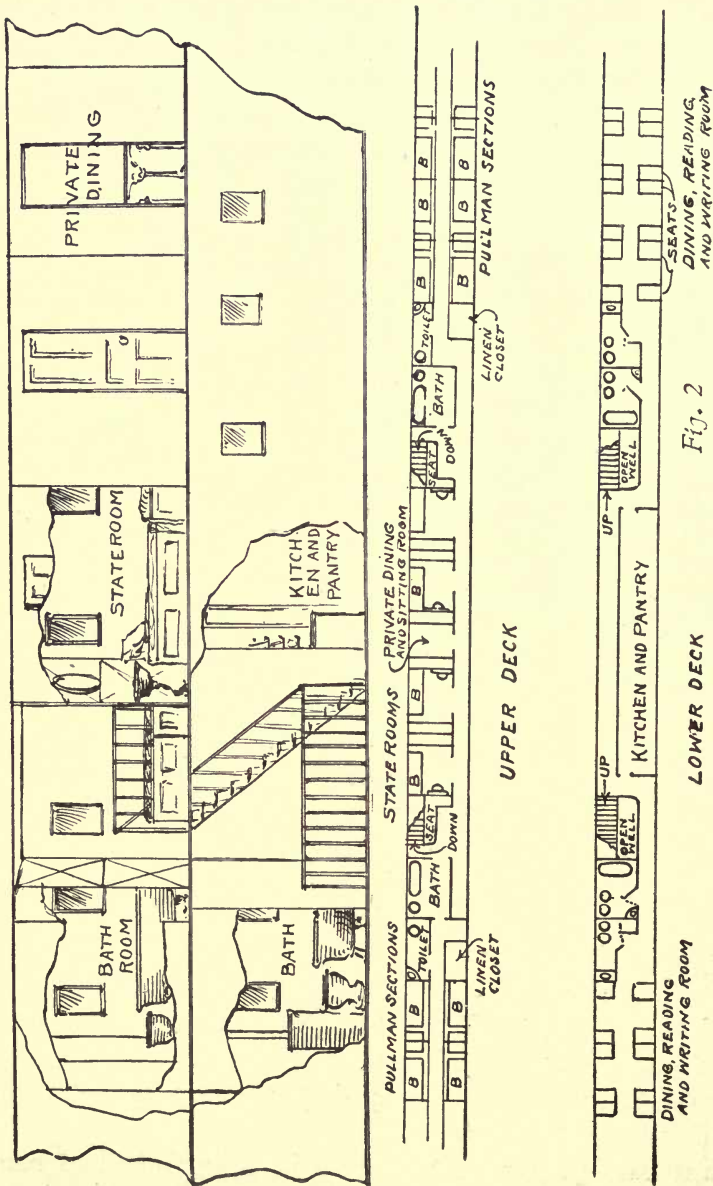 PRIVATE
DINING
STATEROOM
BATH
ROOM
KITCH-
EN AND
PANTRY
BATH
PULLMAN SECTIONS
STATE ROOMS
PRIVATE DINING
AND SITTING ROOM
B
B
TOILET
BATH
SEAT
DOWN
B
B
B
SEAT
DOWN
BATH
TOILET
B
B
B
B
B
LINEN
CLOSET
LINEN
CLOSET
B
B
B
PULLMAN SECTIONS
UPPER DECK
DINING, READING
AND WRITING ROOM
OPEN
WELL
UP
KITCHEN AND PANTRY
UP
OPEN
WELL
SEATS
DINING, READING,
AND WRITING ROOM
LOWER DECK
Fig. 2